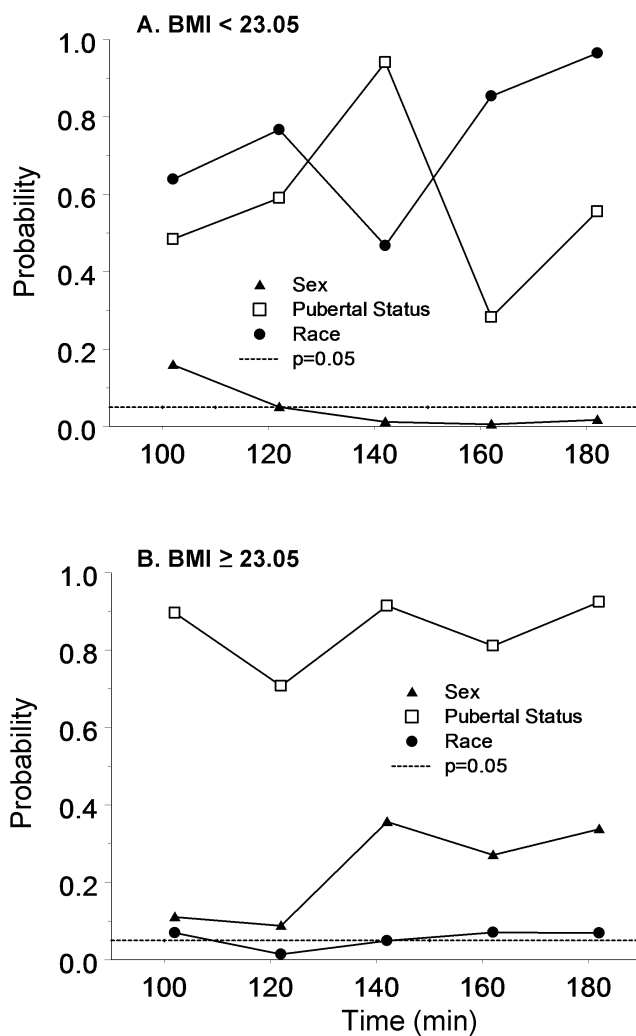 A. BMI < 23.05
1.0
0.8
0.6
0.4
0.2
0.0
Probability
Sex
Pubertal Status
Race
p=0.05
100 120 140 160 180
B. BMI ≥ 23.05
1.0
0.8
0.6
0.4
0.2
0.0
Probability
Sex
Pubertal Status
Race
p=0.05
100 120 140 160 180
Time (min)